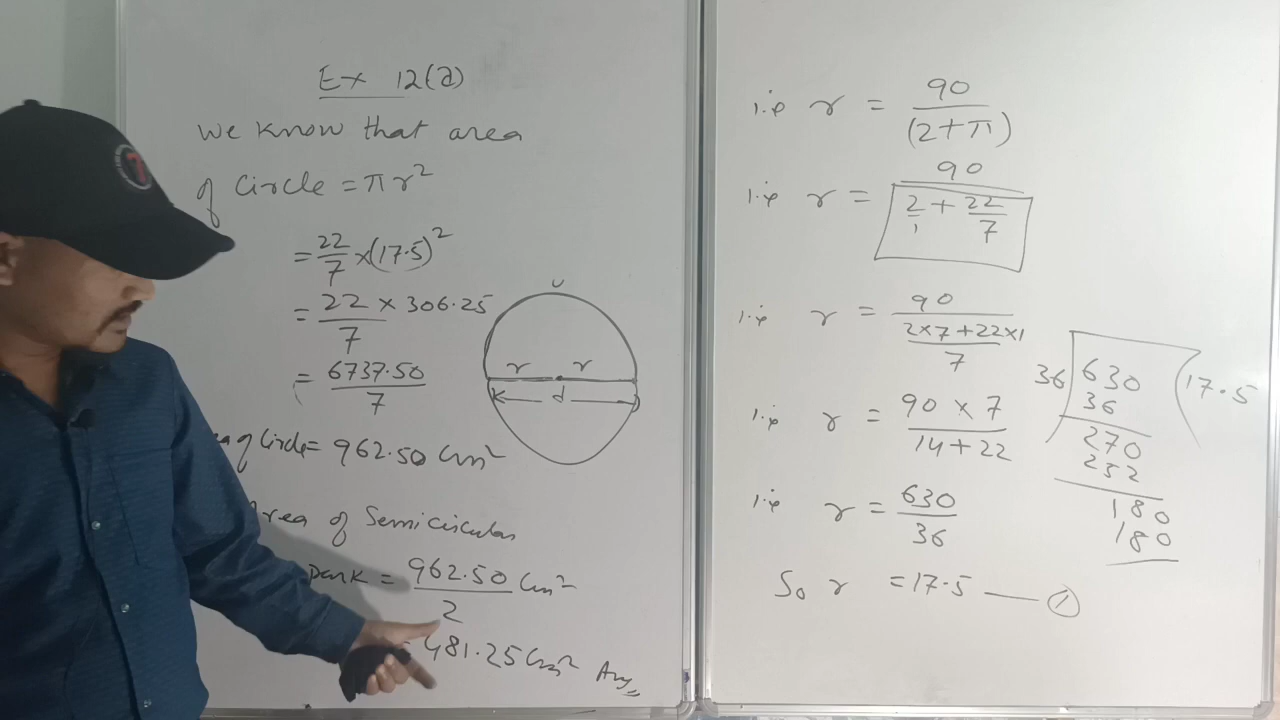 Ex 12(a)
We know that area
of Circle = πr²
= 22/7 × (17.5)²
= 22 × 306.25 / 7
= 6737.50 / 7
of Circle = 962.50 Cm²
Area of Semicircular
Park = 962.50 Cm² / 2
= 481.25 Cm² Ans
r r
d
i.e r = 90 / (2+π)
i.e r = 90 / (2/1 + 22/7)
i.e r = 90 / ((2×7+22×1)/7)
i.e r = 90 × 7 / 14+22
i.e r = 630 / 36
So r = 17.5 — 1
36 630 17.5
36
270
252
180
180
7